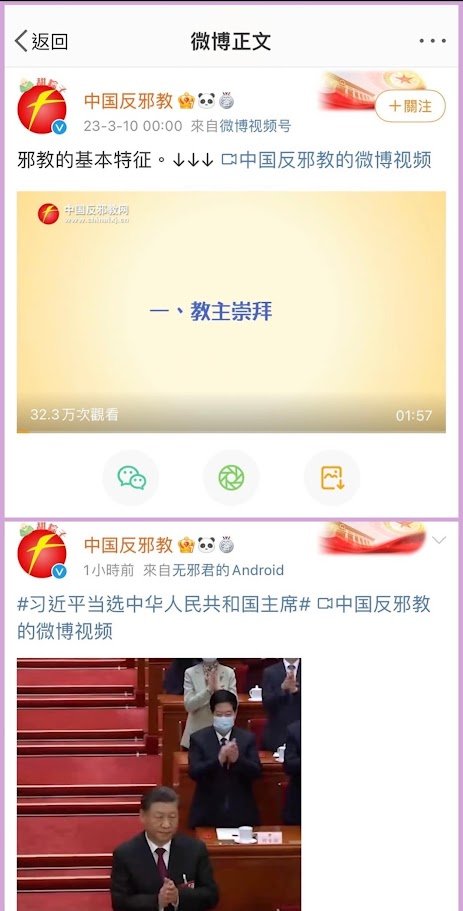 返回
微博正文
中国反邪教
23-3-10 00:00 來自微博视频号
＋關注
邪教的基本特征。↓↓↓ 中国反邪教的微博视频
中国反邪教网
一、教主崇拜
32.3万次觀看
01:57
中国反邪教
1小時前 來自无邪君的Android
#习近平当选中华人民共和国主席# 中国反邪教
的微博视频